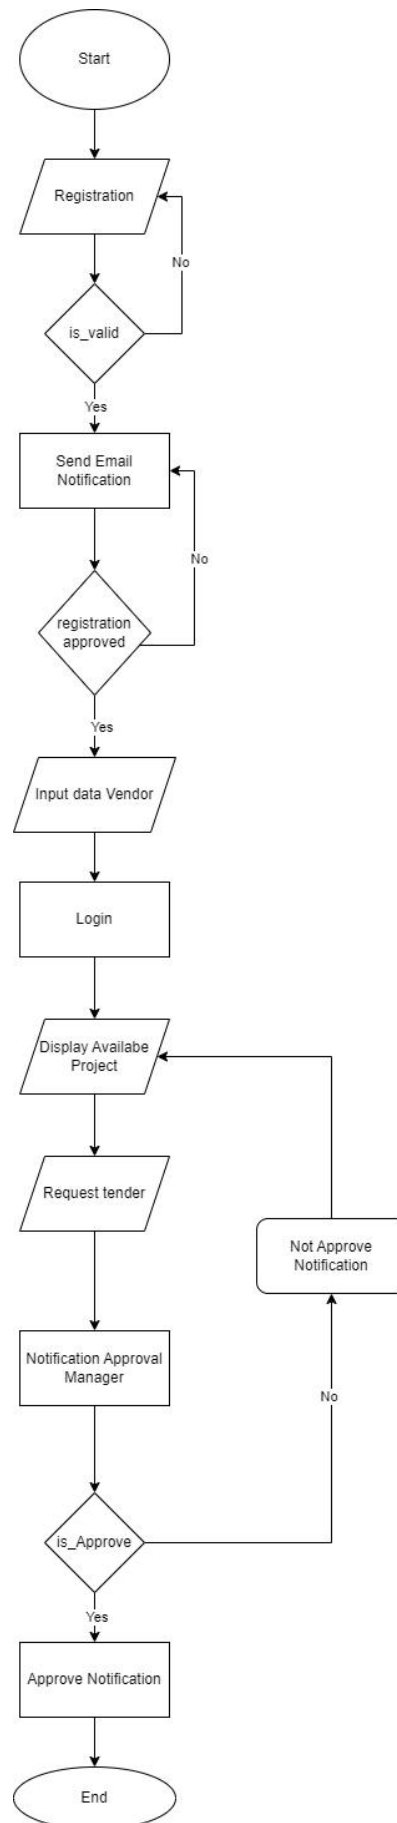 Start
Registration
No
is_valid
Yes
Send Email
Notification
No
registration
approved
Yes
Input data Vendor
Login
Display Availabe
Project
Request tender
Not Approve
Notification
Notification Approval
Manager
No
is_Approve
Yes
Approve Notification
End